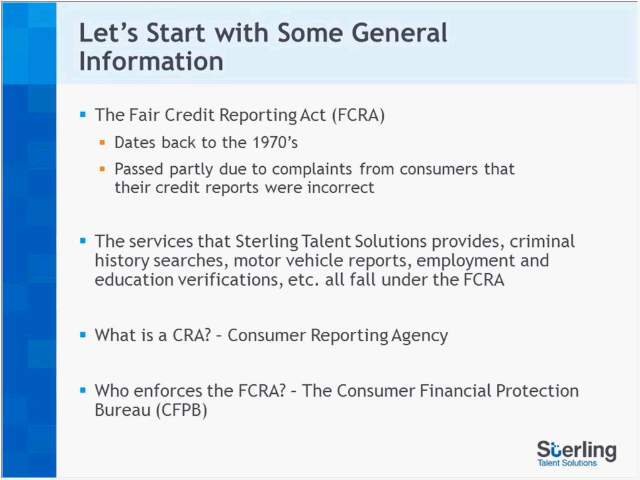 Let's Start with Some General
Information
The Fair Credit Reporting Act (FCRA)
Dates back to the 1970's
Passed partly due to complaints from consumers that
their credit reports were incorrect
The services that Sterling Talent Solutions provides, criminal
history searches, motor vehicle reports, employment and
education verifications, etc. all fall under the FCRA
What is a CRA? – Consumer Reporting Agency
Who enforces the FCRA? – The Consumer Financial Protection
Bureau (CFPB)
Sterling
Talent Solutions